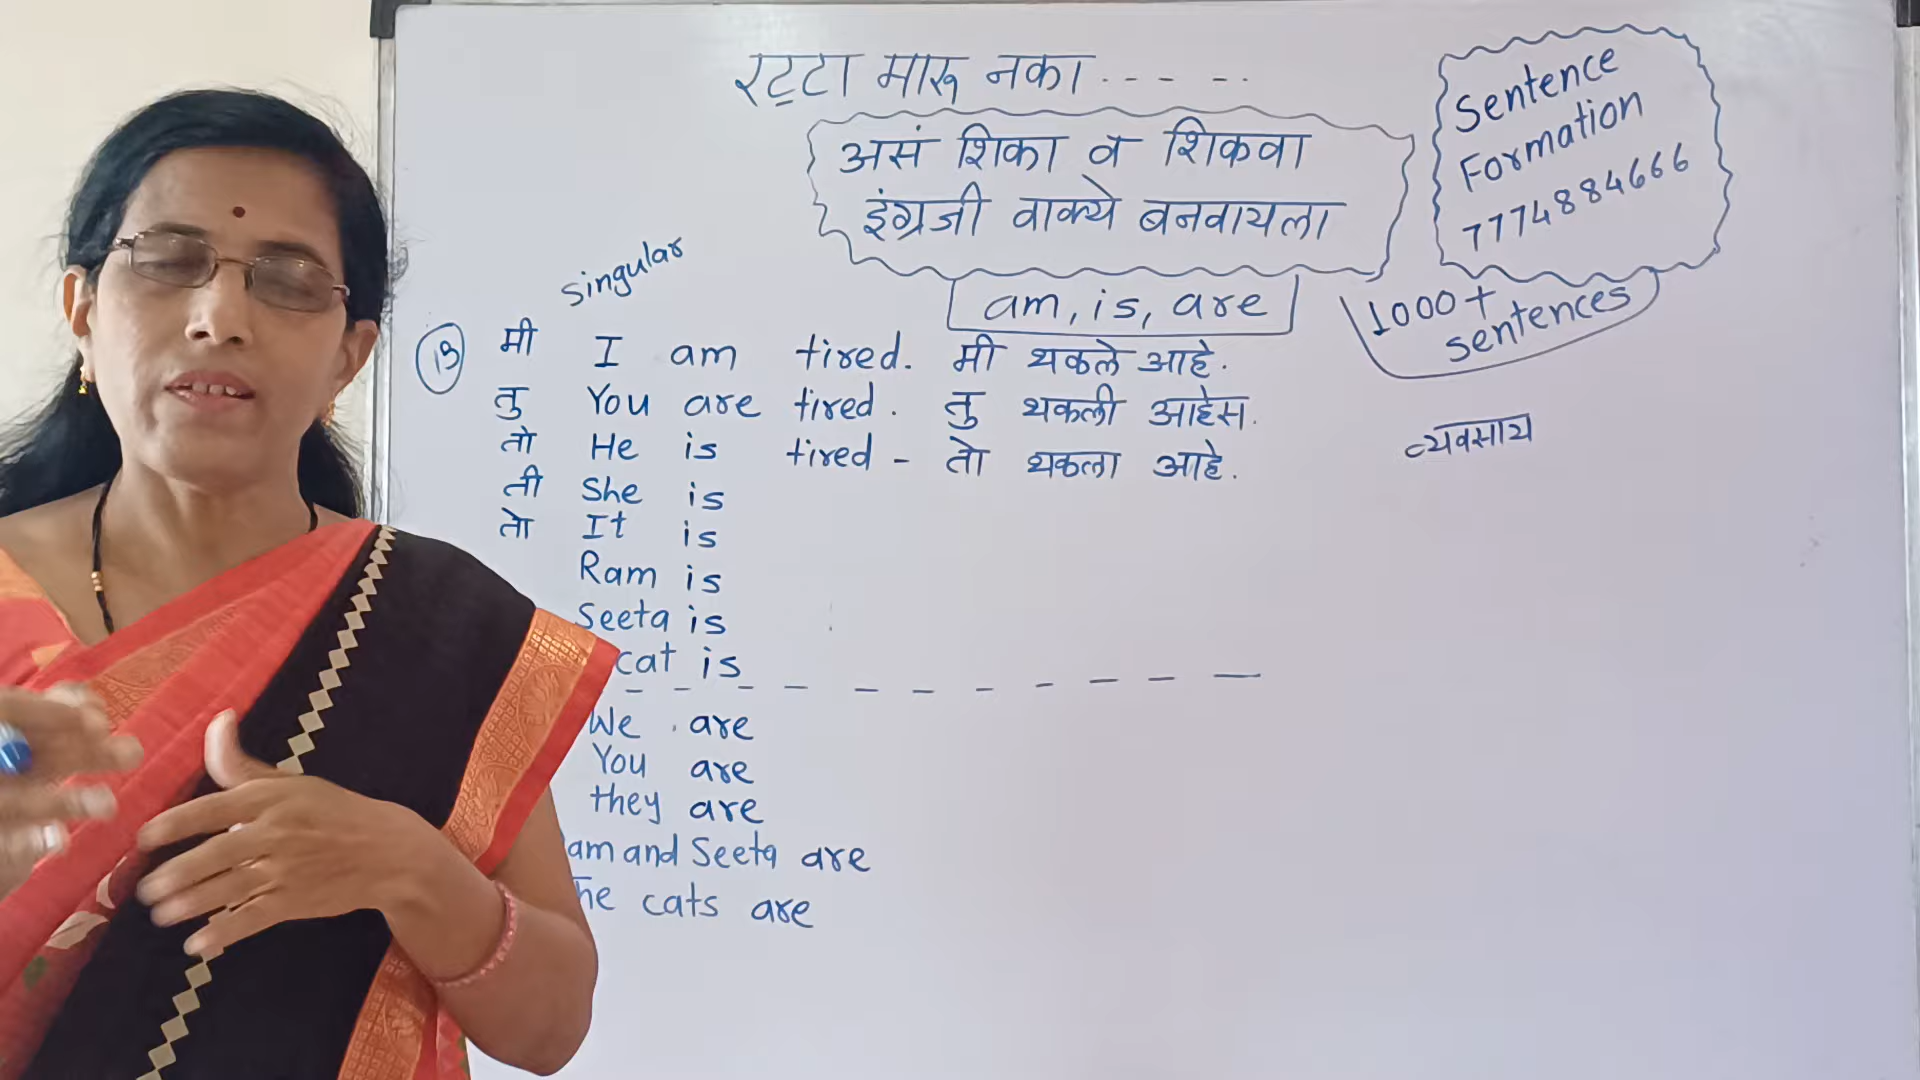 रट्टा मारू नका.---..
असं शिका व शिकवा
इंग्रजी वाक्ये बनवायला
Sentence
Formation
7774884666
1000+
sentences
am, is, are
singular
13 मी I am tired. मी थकले आहे.
तु You are tired. तु थकली आहेस.
तो He is tired - तो थकला आहे.
ती She is
तो It is
Ram is
Seeta is
cat is
We are
You are
they are
am and Seeta are
he cats are
व्यवसाय